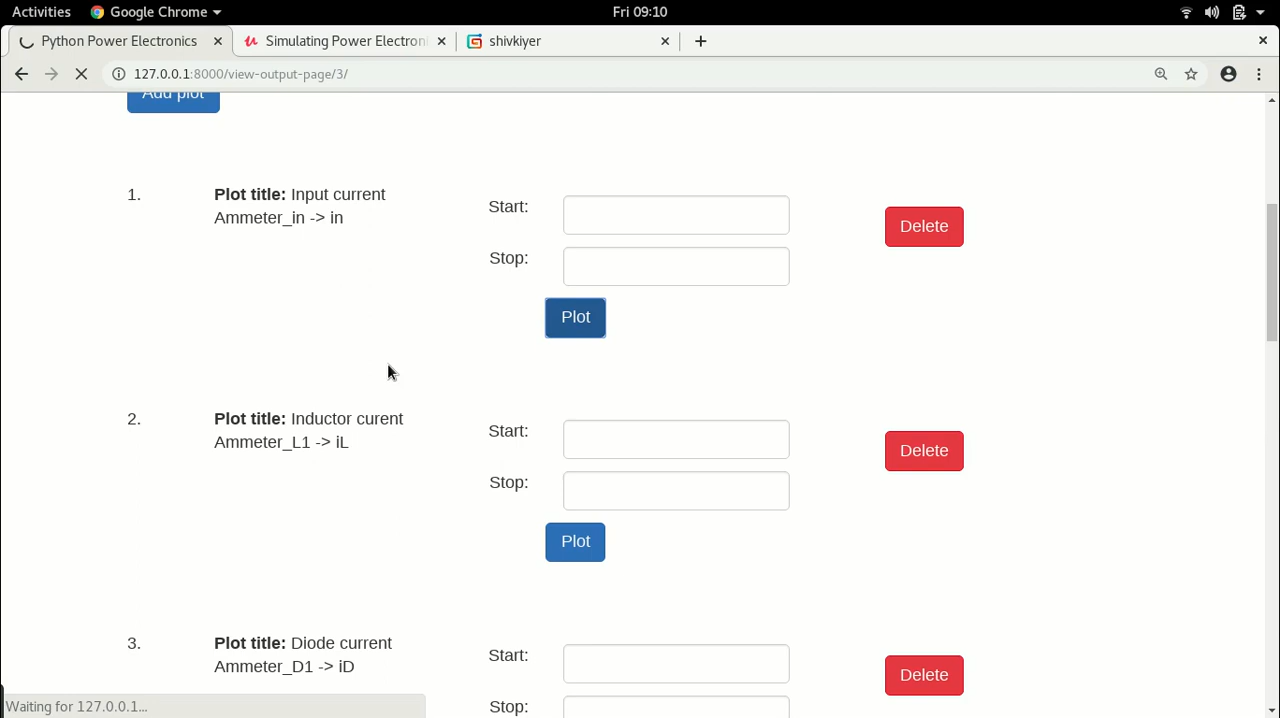 Activities Google Chrome Fri 09:10
Python Power Electronics Simulating Power Electroni shivkiyer
127.0.0.1:8000/view-output-page/3/
Add plot
1. Plot title: Input current Start: Delete
Ammeter_in -> in
Stop:
Plot
2. Plot title: Inductor curent Start: Delete
Ammeter_L1 -> iL
Stop:
Plot
3. Plot title: Diode current Start: Delete
Ammeter_D1 -> iD
Stop:
Waiting for 127.0.0.1...